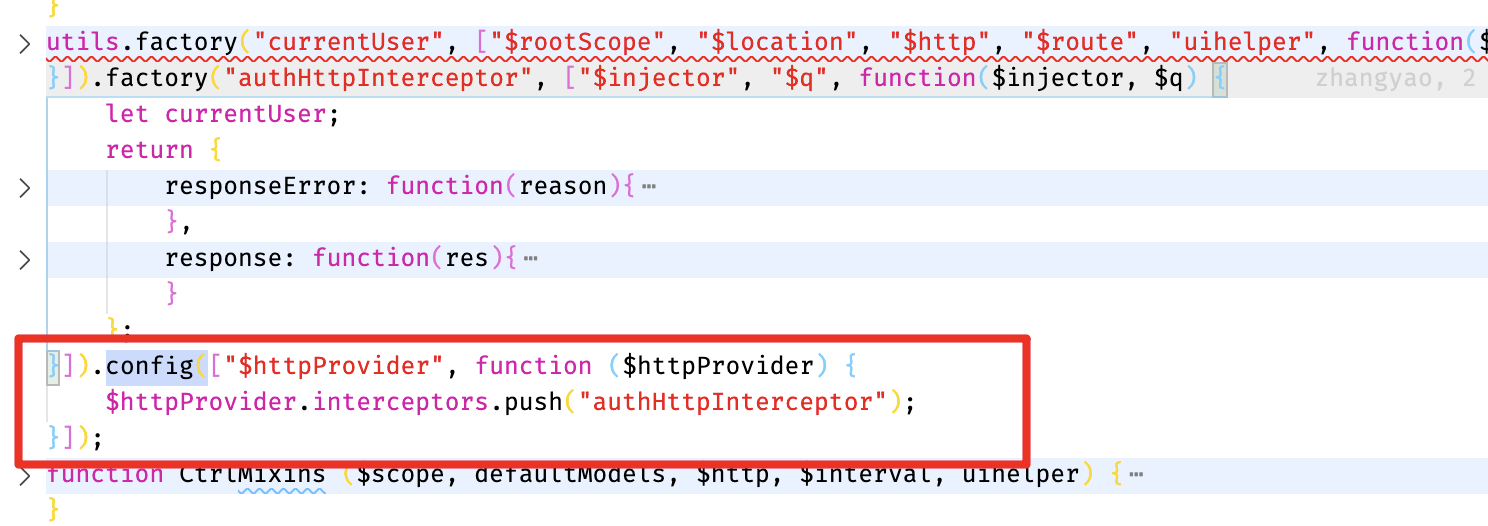 }
utils.factory("currentUser", ["$rootScope", "$location", "$http", "$route", "uihelper", function($
}]).factory("authHttpInterceptor", ["$injector", "$q", function($injector, $q) { zhangyao, 2
let currentUser;
return {
responseError: function(reason){⋯
},
response: function(res){⋯
}
};
}]).config(["$httpProvider", function ($httpProvider) {
$httpProvider.interceptors.push("authHttpInterceptor");
}]);
function CtrlMixins ($scope, defaultModels, $http, $interval, uihelper) {⋯
}